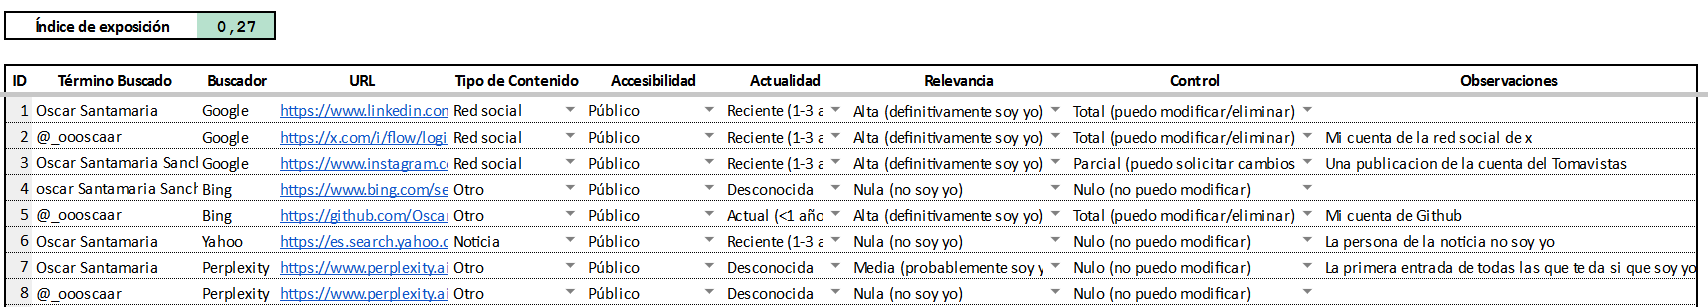 Índice de exposición 0,27
ID Término Buscado Buscador URL Tipo de Contenido Accesibilidad Actualidad Relevancia Control Observaciones
1 Oscar Santamaria Google https://www.linkedin.con Red social Público Reciente (1-3 a Alta (definitivamente soy yo) Total (puedo modificar/eliminar)
2 @_oooscaar Google https://x.com/i/flow/logi Red social Público Reciente (1-3 a Alta (definitivamente soy yo) Total (puedo modificar/eliminar) Mi cuenta de la red social de x
3 Oscar Santamaria Sancl Google https://www.instagram.c Red social Público Reciente (1-3 a Alta (definitivamente soy yo) Parcial (puedo solicitar cambios Una publicacion de la cuenta del Tomavistas
4 oscar Santamaria Sanch Bing https://www.bing.com/se Otro Público Desconocida Nula (no soy yo) Nulo (no puedo modificar)
5 @_oooscaar Bing https://github.com/Osca Otro Público Actual (<1 año Alta (definitivamente soy yo) Total (puedo modificar/eliminar) Mi cuenta de Github
6 Oscar Santamaria Yahoo https://es.search.yahoo.c Noticia Público Reciente (1-3 a Nula (no soy yo) Nulo (no puedo modificar) La persona de la noticia no soy yo
7 Oscar Santamaria Perplexity https://www.perplexity.ai Otro Público Desconocida Media (probablemente soy y Nulo (no puedo modificar) La primera entrada de todas las que te da si que soy yo
8 @_oooscaar Perplexity https://www.perplexity.ai Otro Público Desconocida Nula (no soy yo) Nulo (no puedo modificar)